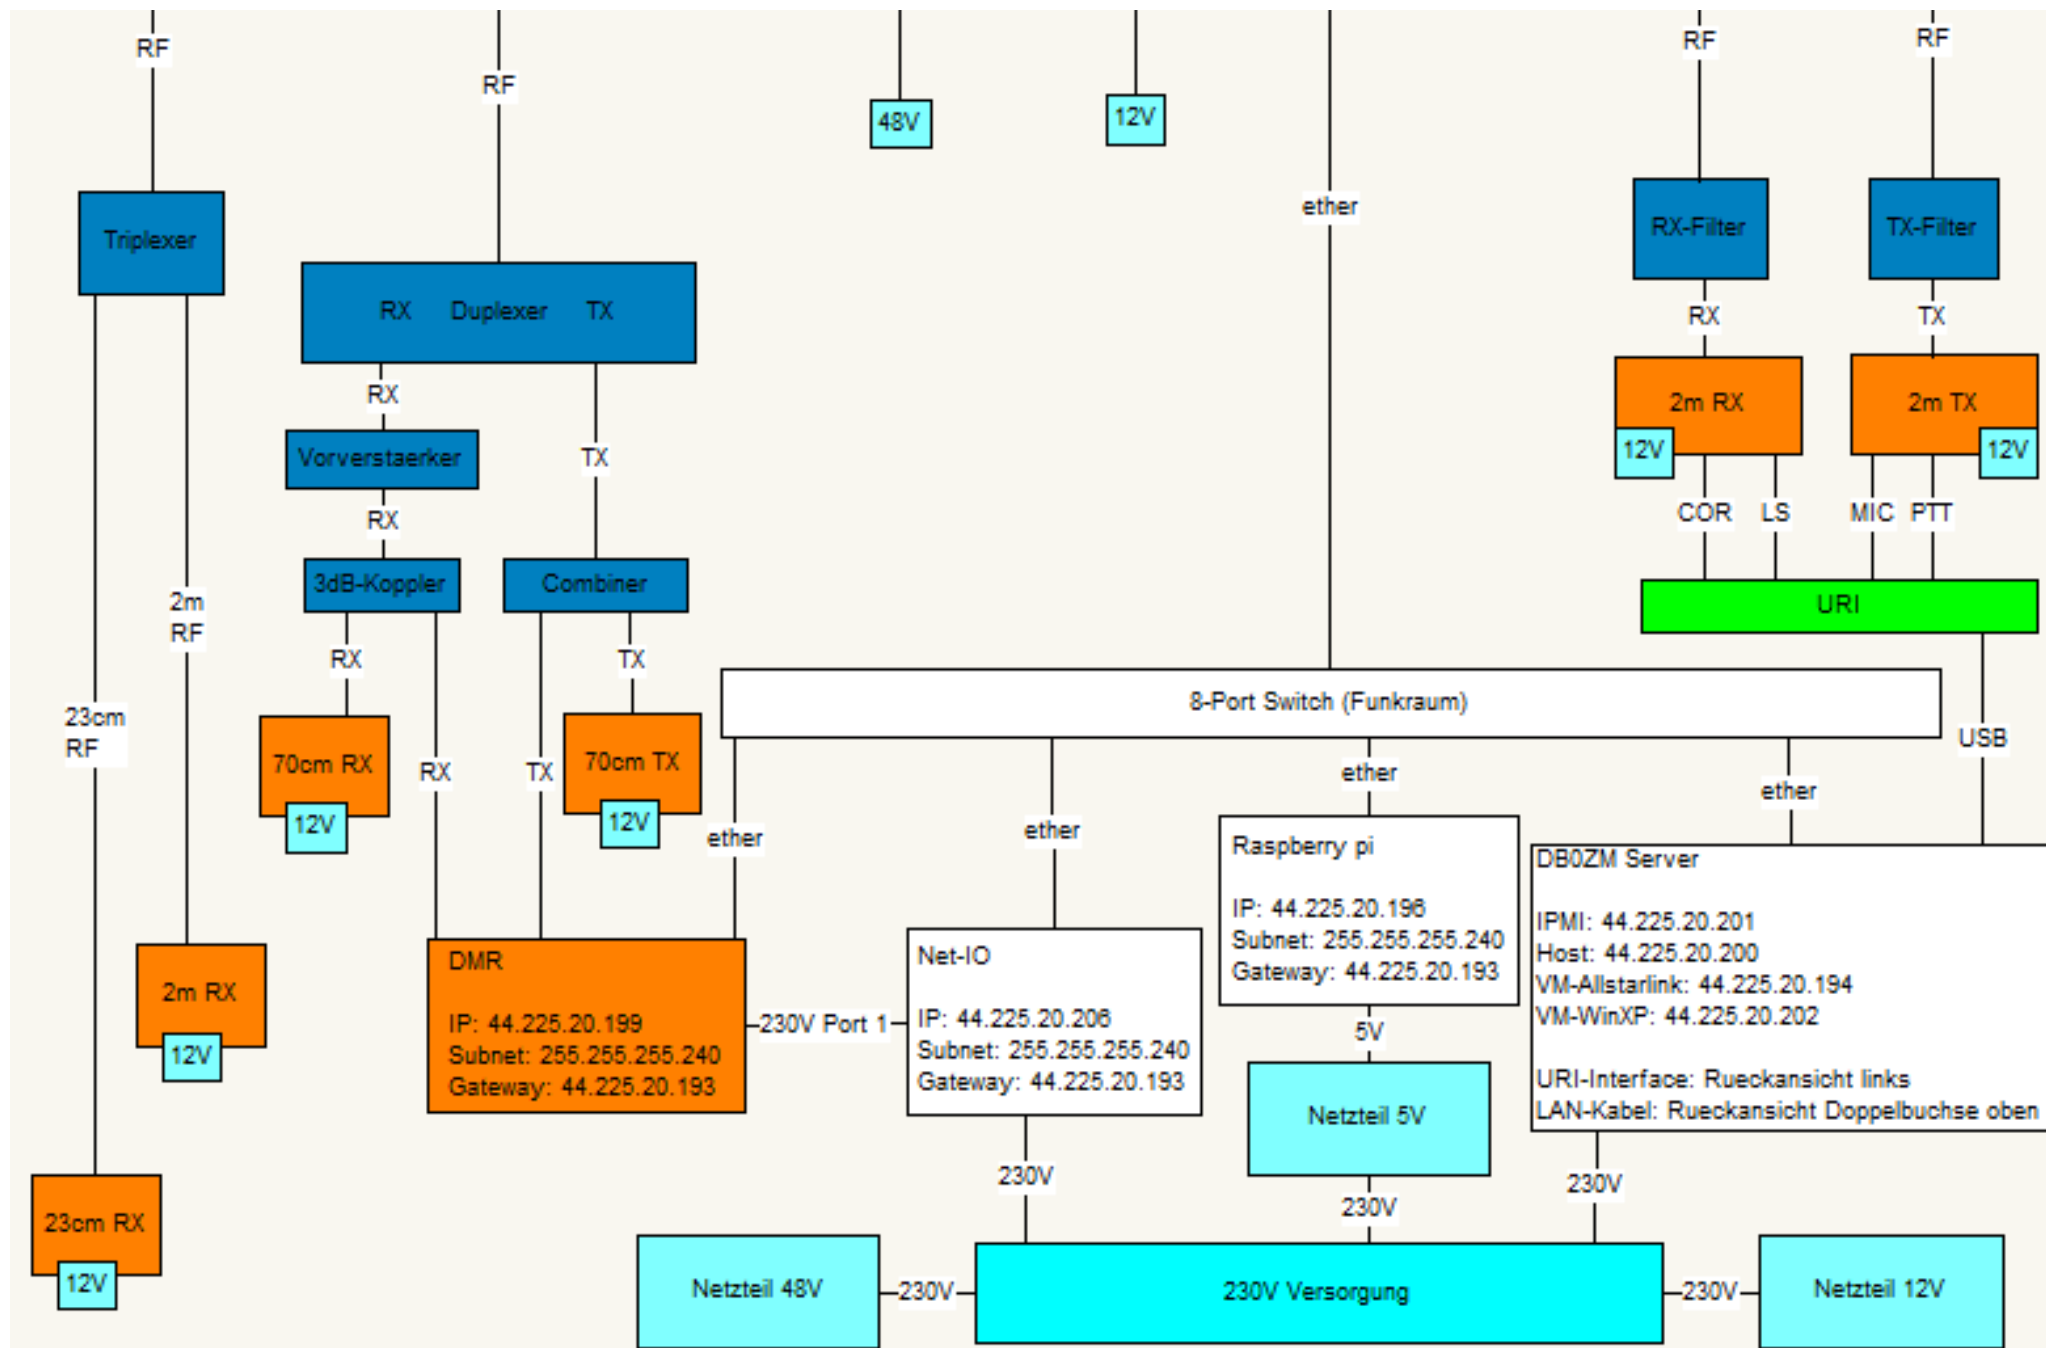 RF
RF
48V
12V
ether
RF
RF
Triplexer
RX Duplexer TX
RX-Filter
TX-Filter
RX
TX
RX
Vorverstaerker
TX
2m RX
12V
2m TX
12V
RX
COR
LS
MIC
PTT
3dB-Koppler
Combiner
URI
2m
RF
RX
TX
23cm
RF
8-Port Switch (Funkraum)
USB
70cm RX
12V
RX
TX
70cm TX
12V
ether
ether
ether
ether
Raspberry pi
IP: 44.225.20.196
Subnet: 255.255.255.240
Gateway: 44.225.20.193
DB0ZM Server
IPMI: 44.225.20.201
Host: 44.225.20.200
VM-Allstarlink: 44.225.20.194
VM-WinXP: 44.225.20.202
URI-Interface: Rueckansicht links
LAN-Kabel: Rueckansicht Doppelbuchse oben
2m RX
12V
DMR
IP: 44.225.20.199
Subnet: 255.255.255.240
Gateway: 44.225.20.193
230V Port 1
Net-IO
IP: 44.225.20.206
Subnet: 255.255.255.240
Gateway: 44.225.20.193
5V
Netzteil 5V
230V
230V
230V
23cm RX
12V
Netzteil 48V
230V
230V Versorgung
230V
Netzteil 12V